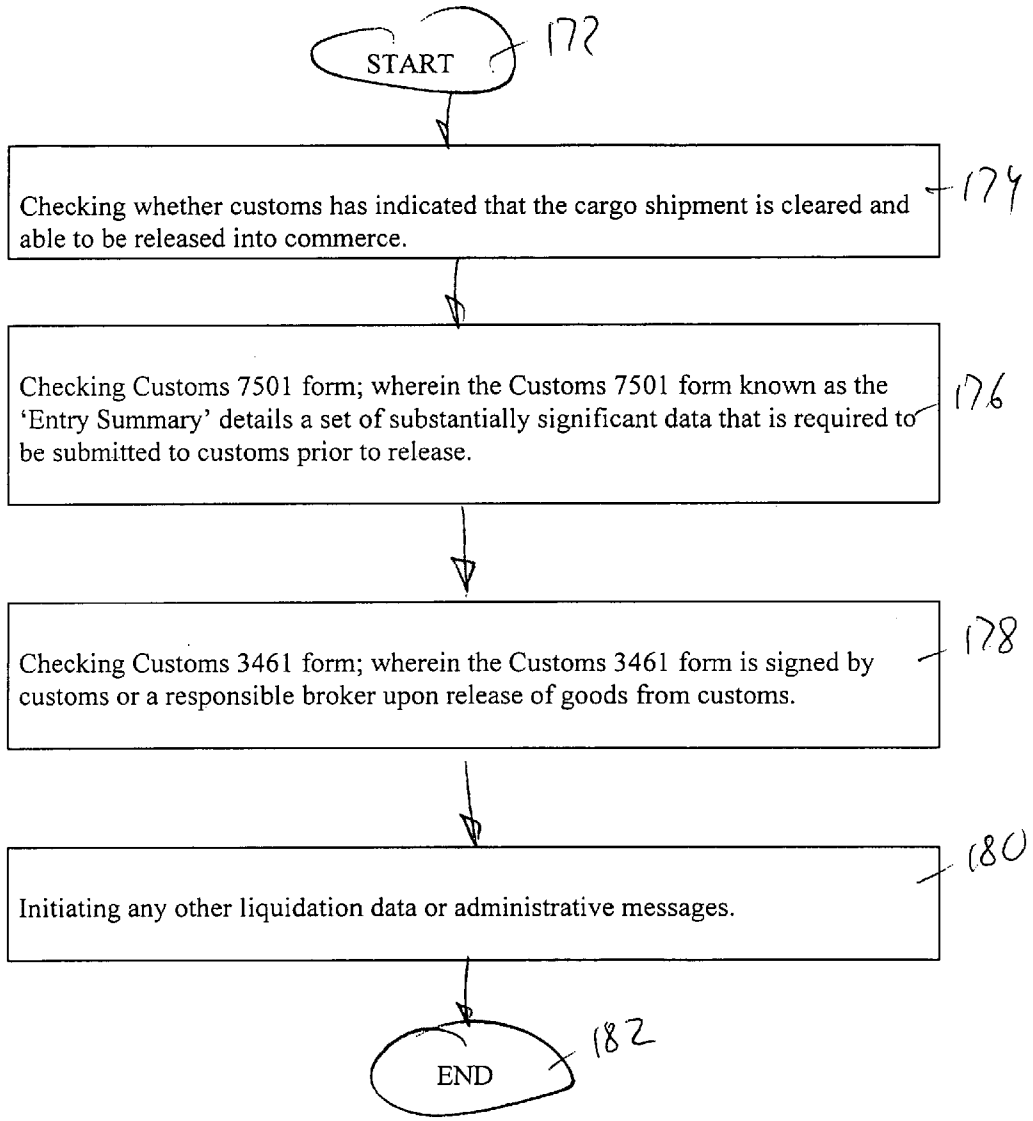 START
172
Checking whether customs has indicated that the cargo shipment is cleared and
able to be released into commerce.
174
Checking Customs 7501 form; wherein the Customs 7501 form known as the
‘Entry Summary’ details a set of substantially significant data that is required to
be submitted to customs prior to release.
176
Checking Customs 3461 form; wherein the Customs 3461 form is signed by
customs or a responsible broker upon release of goods from customs.
178
Initiating any other liquidation data or administrative messages.
180
END
182